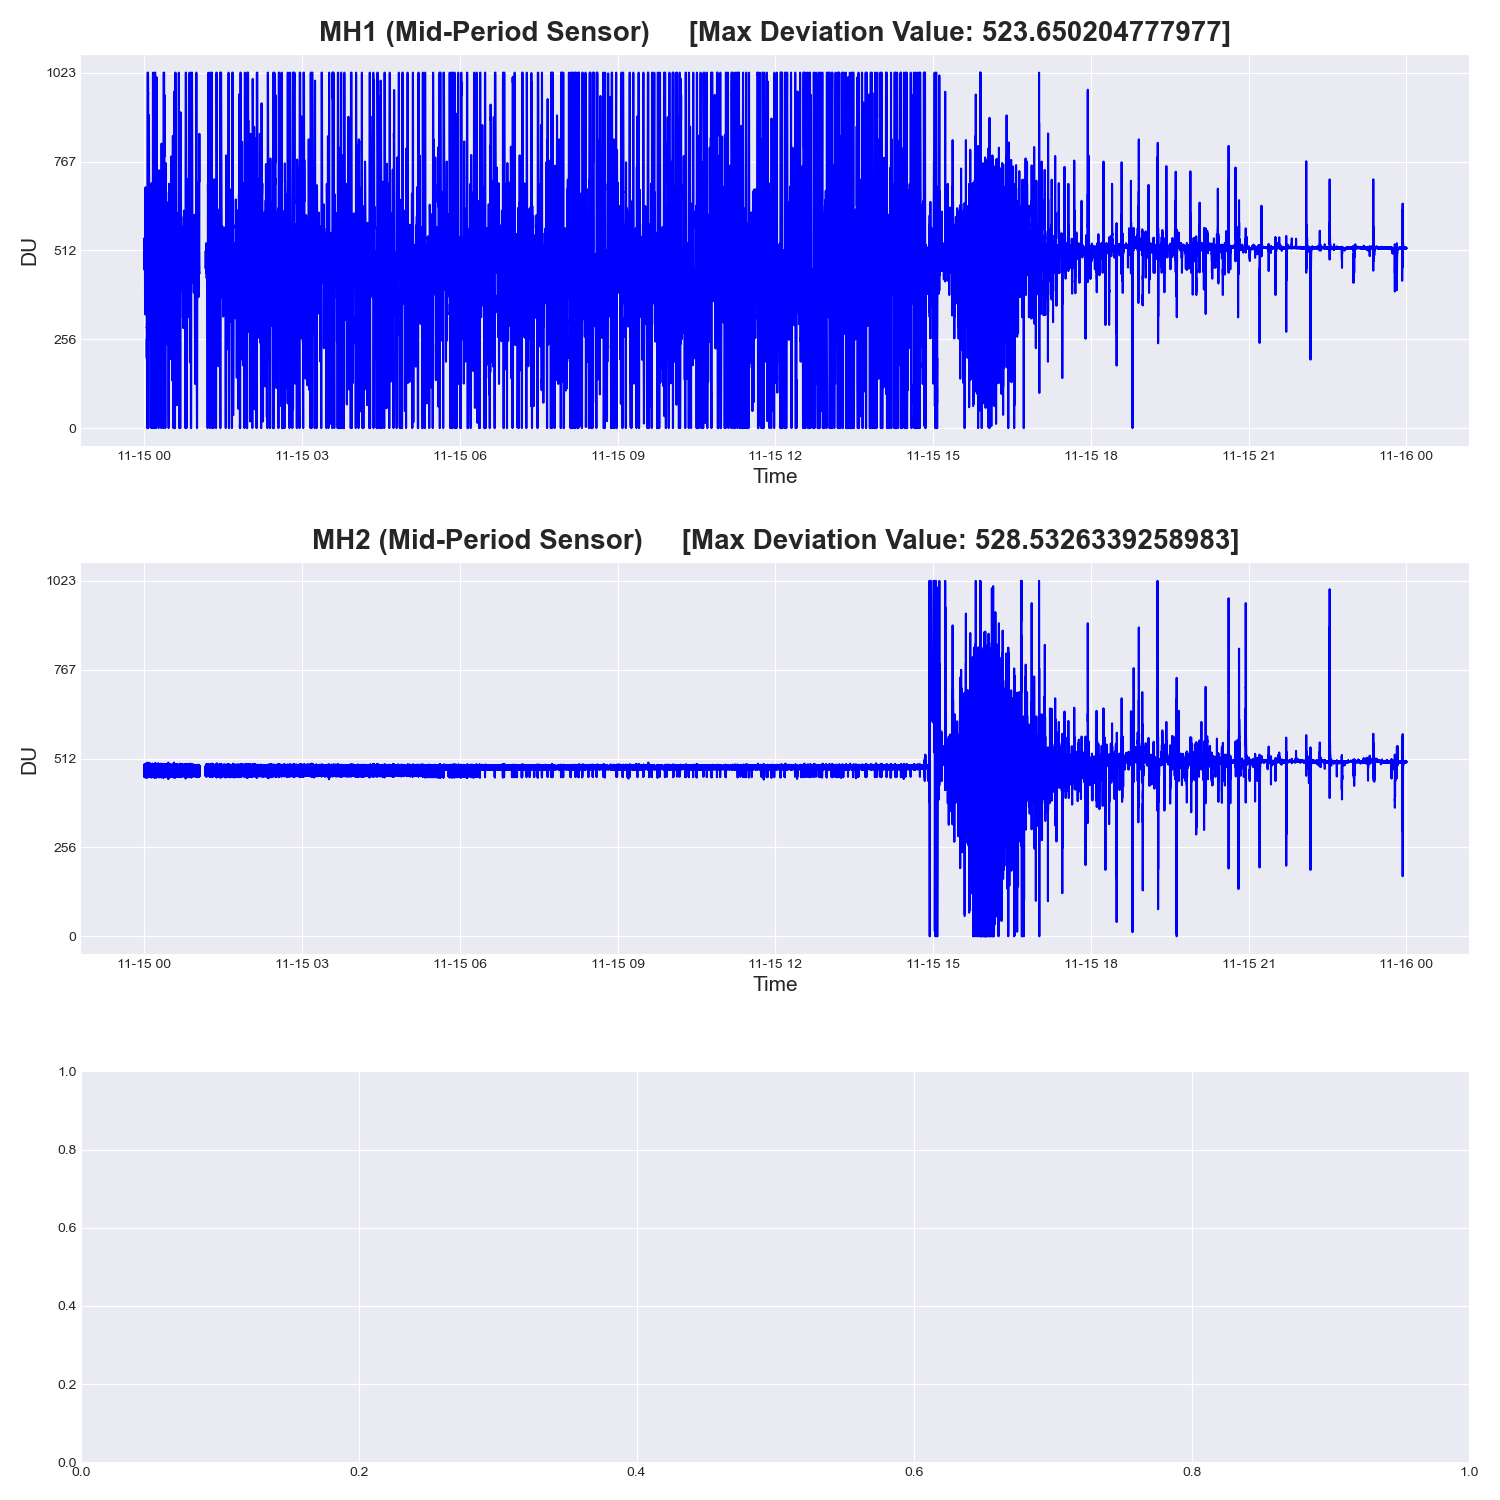 MH1 (Mid-Period Sensor) [Max Deviation Value: 523.650204777977]
1023
767
512
256
0
DU
11-15 00 11-15 03 11-15 06 11-15 09 11-15 12 11-15 15 11-15 18 11-15 21 11-16 00
Time
MH2 (Mid-Period Sensor) [Max Deviation Value: 528.5326339258983]
1023
767
512
256
0
DU
11-15 00 11-15 03 11-15 06 11-15 09 11-15 12 11-15 15 11-15 18 11-15 21 11-16 00
Time
1.0
0.8
0.6
0.4
0.2
0.0
0.0 0.2 0.4 0.6 0.8 1.0